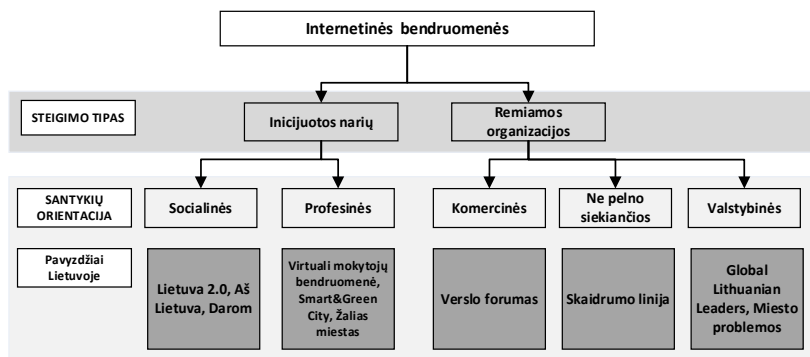 Internetinės bendruomenės
STEIGIMO TIPAS
Inicijuotos narių
Remiamos
organizacijos
SANTYKIŲ
ORIENTACIJA
Socialinės
Profesinės
Komercinės
Ne pelno
siekiančios
Valstybinės
Pavyzdžiai
Lietuvoje
Lietuva 2.0, Aš
Lietuva, Darom
Virtuali mokytojų
bendruomenė,
Smart&Green
City, Žalias
miestas
Verslo forumas
Skaidrumo linija
Global
Lithuanian
Leaders, Miesto
problemos